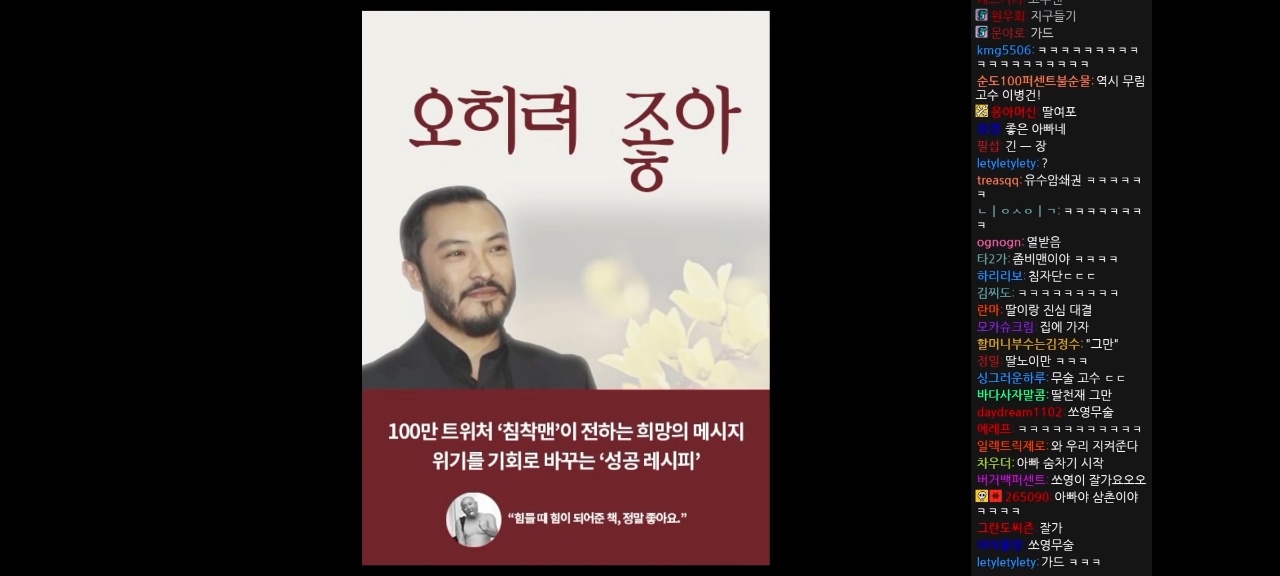 오히려 좋아
100만 트위처 ‘침착맨’이 전하는 희망의 메시지
위기를 기회로 바꾸는 ‘성공 레시피’
“힘들 때 힘이 되어준 책, 정말 좋아요.”
원우회: 지구들기
문야로: 가드
kmg5506: ㅋㅋㅋㅋㅋㅋㅋㅋㅋ
ㅋㅋㅋㅋㅋㅋㅋㅋㅋㅋ
순도100퍼센트불순물: 역시 무림
고수 이병건!
옹아머신: 딸여포
좋은 아빠네
필섭: 긴 — 장
letyletylety: ?
treasqq: 유수암쇄권 ㅋㅋㅋㅋㅋ
ㅋ
ㄴㅣㅇㅅㅇㅣㄱ: ㅋㅋㅋㅋㅋㅋㅋ
ㅋ
ognogn: 열받음
타2가: 좀비맨이야 ㅋㅋㅋㅋ
하리리보: 침자단ㄷㄷㄷ
김찌도: ㅋㅋㅋㅋㅋㅋㅋㅋㅋ
란마: 딸이랑 진심 대결
모카슈크림: 집에 가자
할머니부수는김정수: "그만"
정밀: 딸노이만 ㅋㅋㅋ
싱그러운하루: 무술 고수 ㄷㄷ
바다사자말콤: 딸천재 그만
daydream1102: 쏘영무술
에레프: ㅋㅋㅋㅋㅋㅋㅋㅋㅋㅋㅋ
일렉트릭제로: 와 우리 지켜준다
차우더: 아빠 숨차기 시작
버거백퍼센트: 쏘영이 잘가요오오
265090: 아빠야 삼촌이야
ㅋㅋㅋㅋ
그란도씨즌: 잘가
쏘영무술
letyletylety: 가드 ㅋㅋㅋ